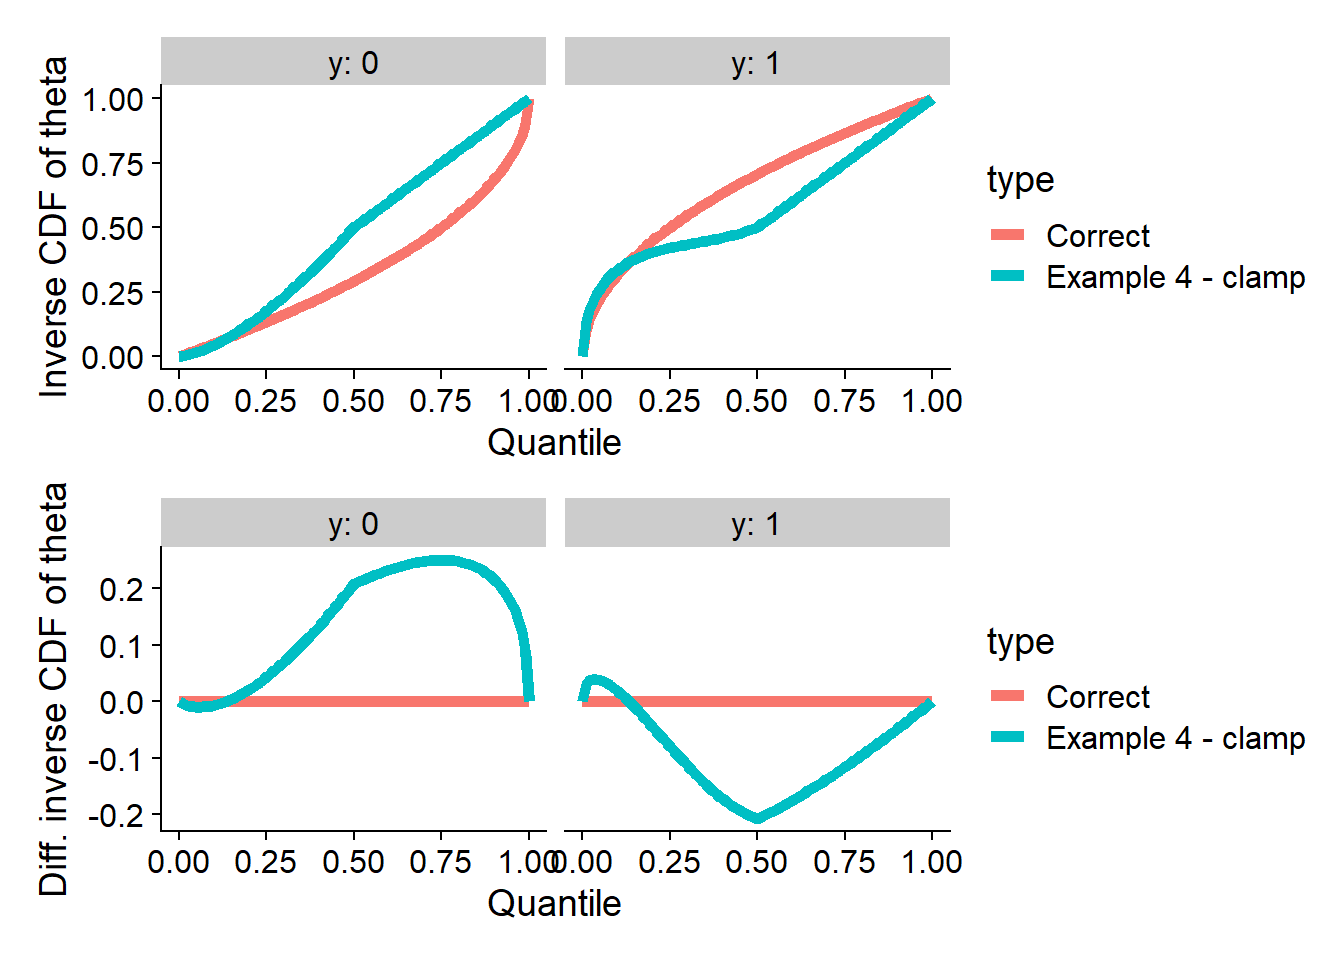 Inverse CDF of theta
y: 0
y: 1
1.00
0.75
0.50
0.25
0.00
0.00 0.25 0.50 0.75 1.00
0.00 0.25 0.50 0.75 1.00
Quantile
type
Correct
Example 4 - clamp
Diff. inverse CDF of theta
y: 0
y: 1
0.2
0.1
0.0
-0.1
-0.2
0.00 0.25 0.50 0.75 1.00
0.00 0.25 0.50 0.75 1.00
Quantile
type
Correct
Example 4 - clamp